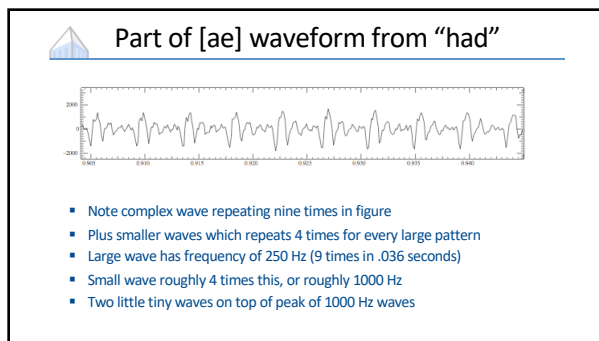 Part of [ae] waveform from “had”
2000
0
−2000
0.905 0.910 0.915 0.920 0.925 0.930 0.935 0.940
▪ Note complex wave repeating nine times in figure
▪ Plus smaller waves which repeats 4 times for every large pattern
▪ Large wave has frequency of 250 Hz (9 times in .036 seconds)
▪ Small wave roughly 4 times this, or roughly 1000 Hz
▪ Two little tiny waves on top of peak of 1000 Hz waves